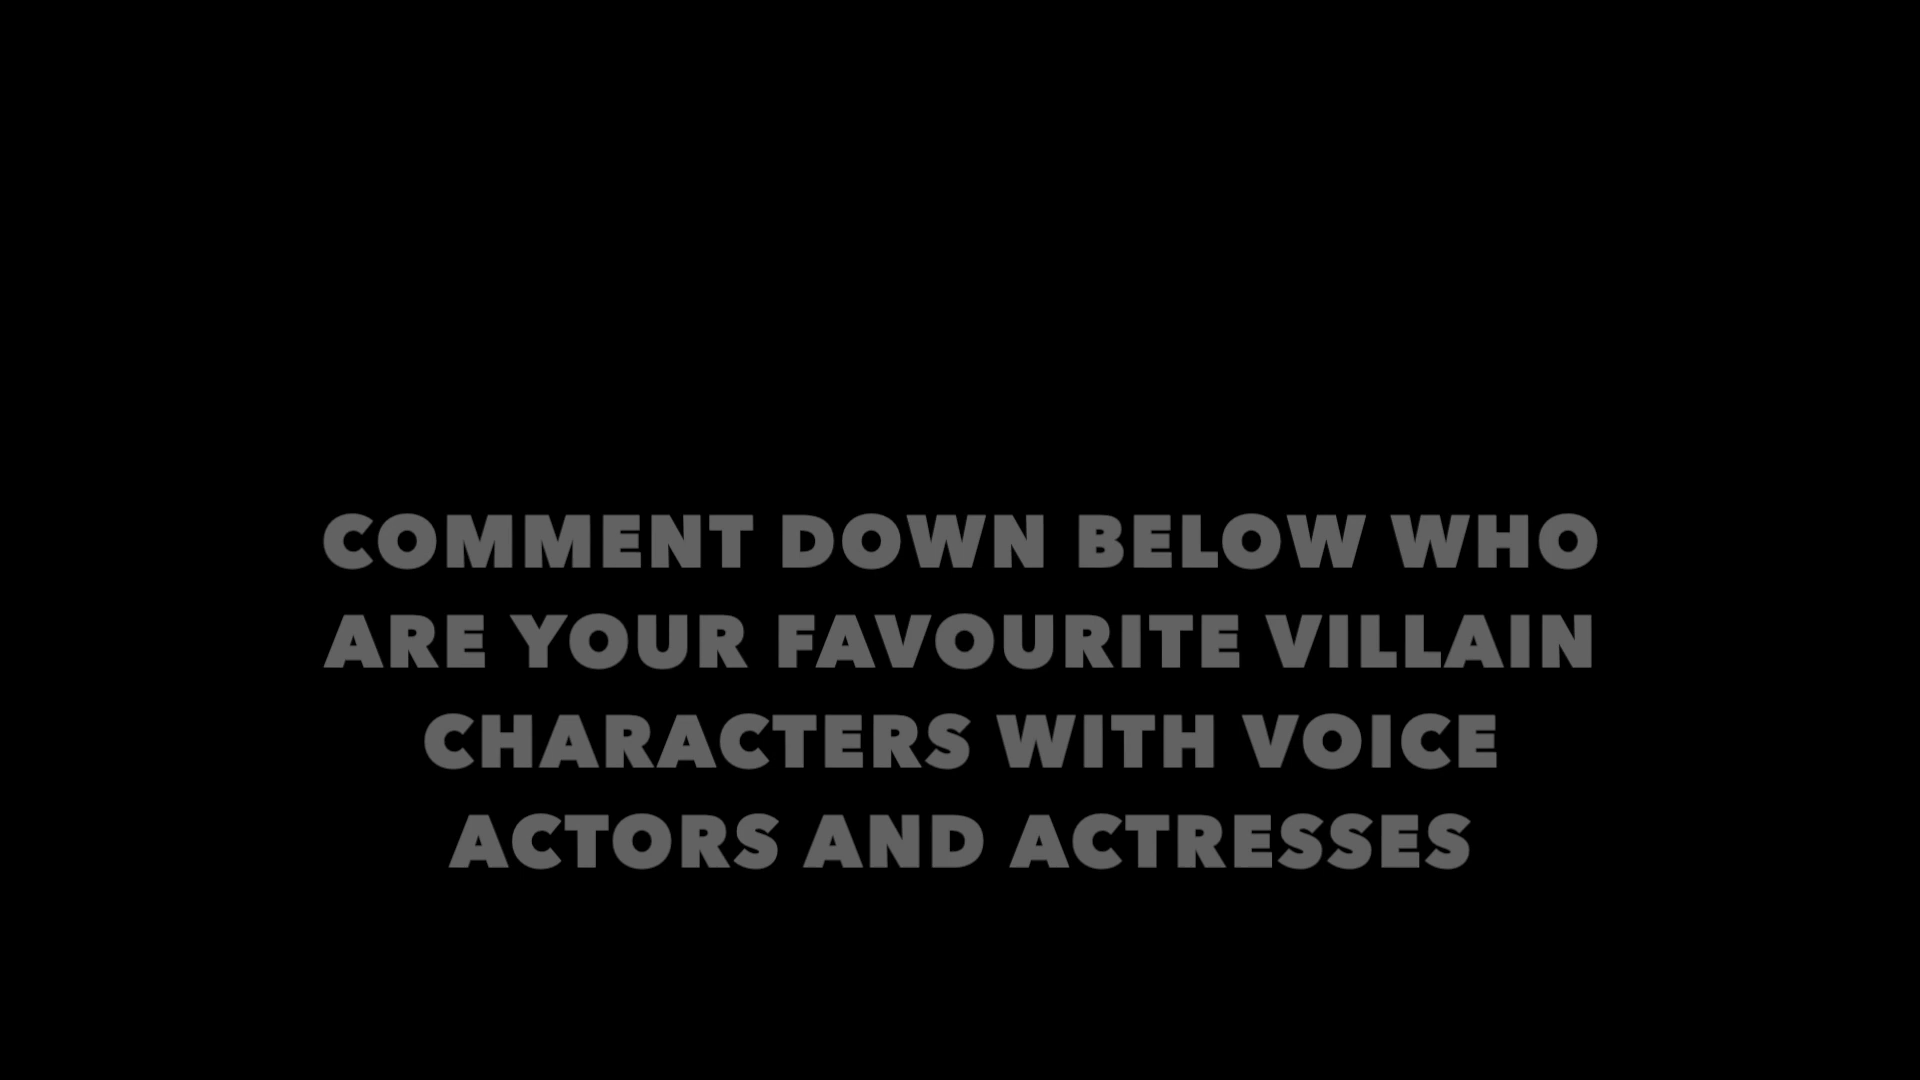 COMMENT DOWN BELOW WHO
ARE YOUR FAVOURITE VILLAIN
CHARACTERS WITH VOICE
ACTORS AND ACTRESSES